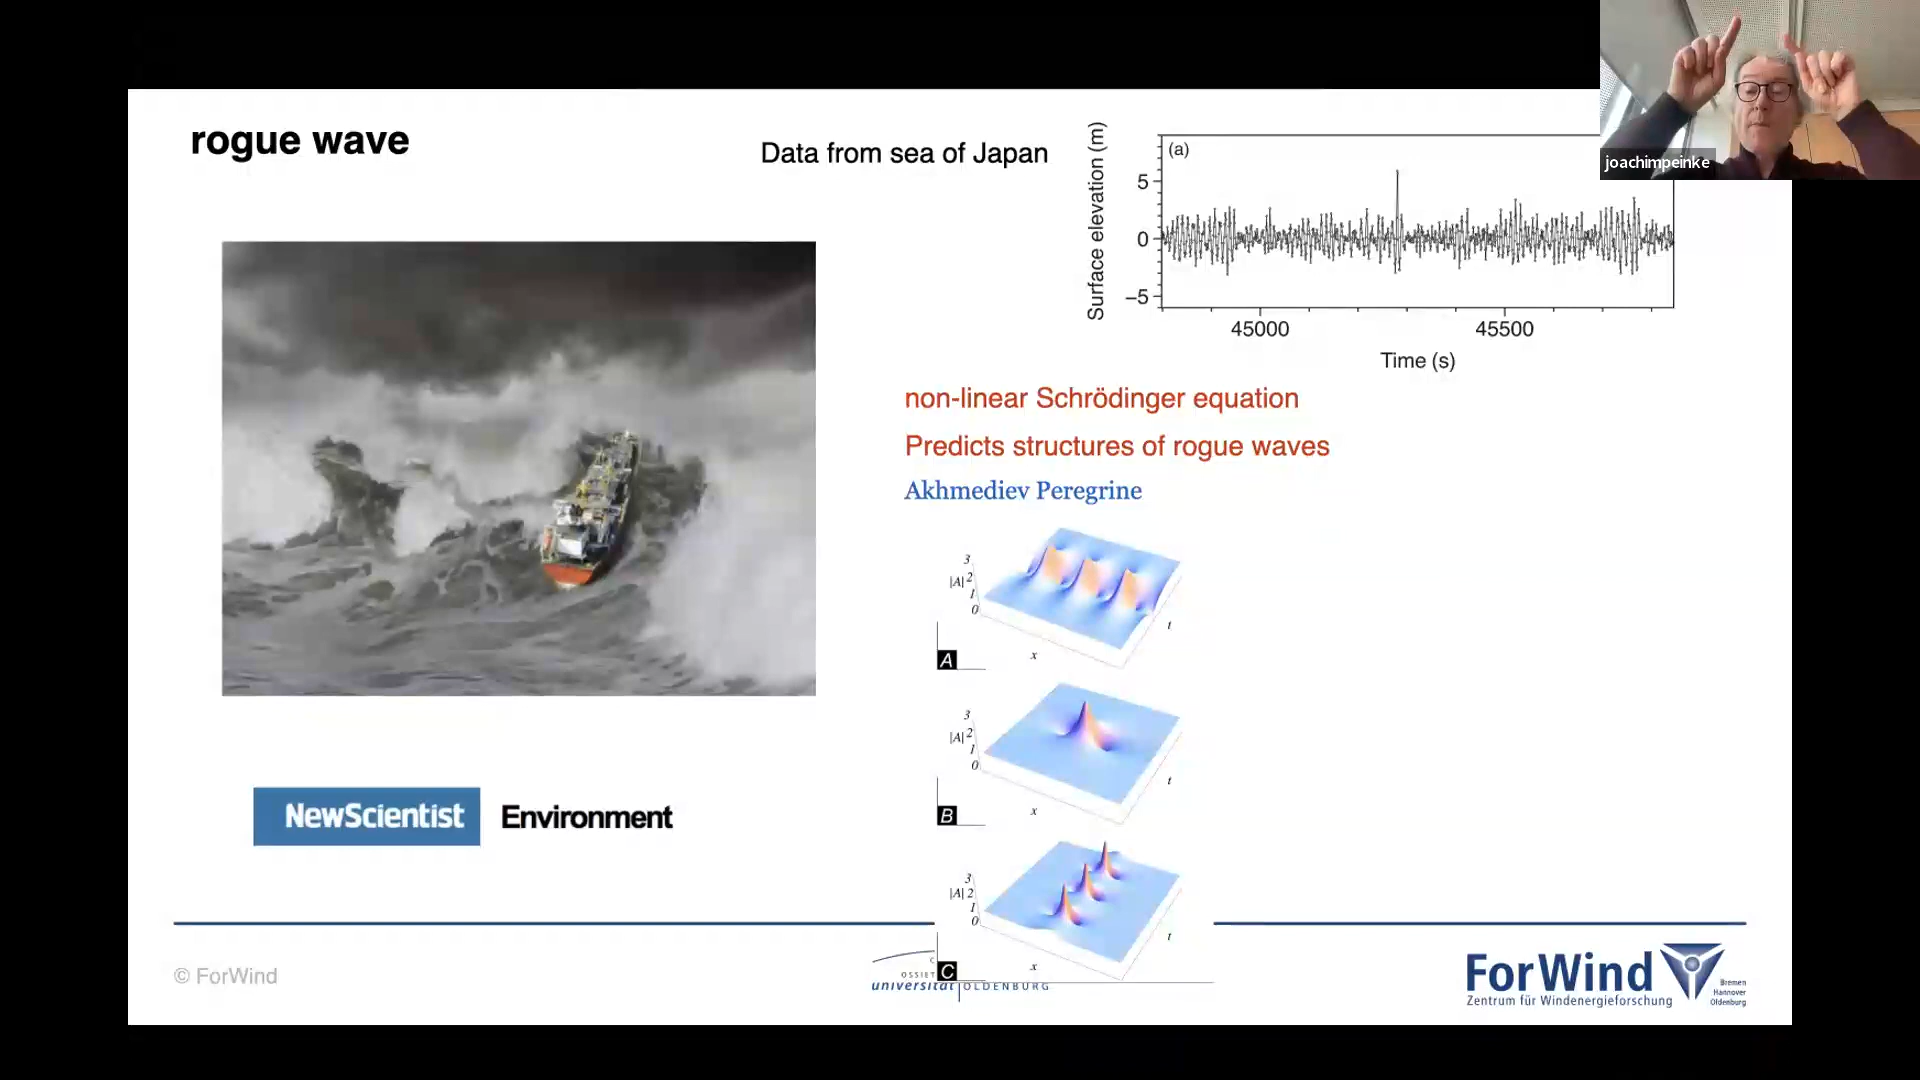 rogue wave
Data from sea of Japan
joachimpeinke
(a)
Surface elevation (m)
5
0
−5
45000
45500
Time (s)
non-linear Schrödinger equation
Predicts structures of rogue waves
Akhmediev Peregrine
3
|A| 2
1
0
t
x
A
3
|A| 2
1
0
t
x
B
3
|A| 2
1
0
t
x
C
NewScientist Environment
© ForWind
C
OSSIET
universität OLDENBURG
ForWind
Zentrum für Windenergieforschung
Bremen
Hannover
Oldenburg